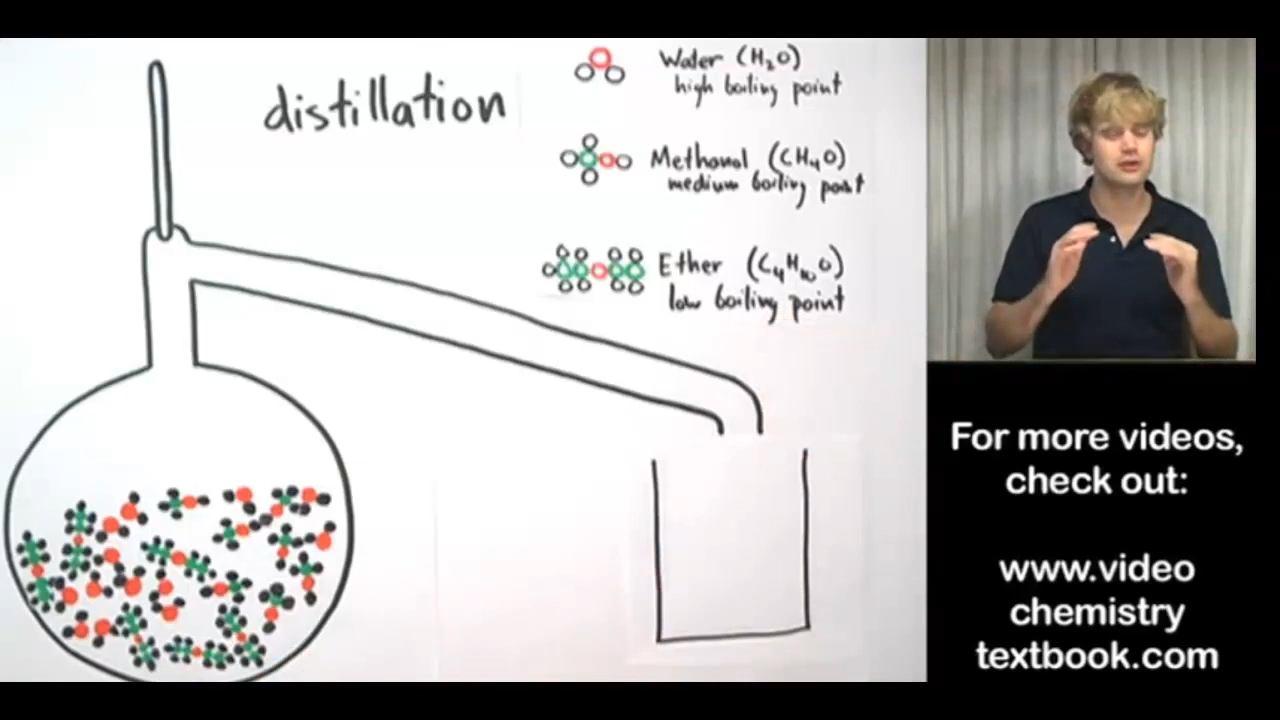 distillation
Water (H₂O)
high boiling point
Methanol (CH₄O)
medium boiling point
Ether (C₄H₁₀O)
low boiling point
For more videos,
check out:
www.video
chemistry
textbook.com